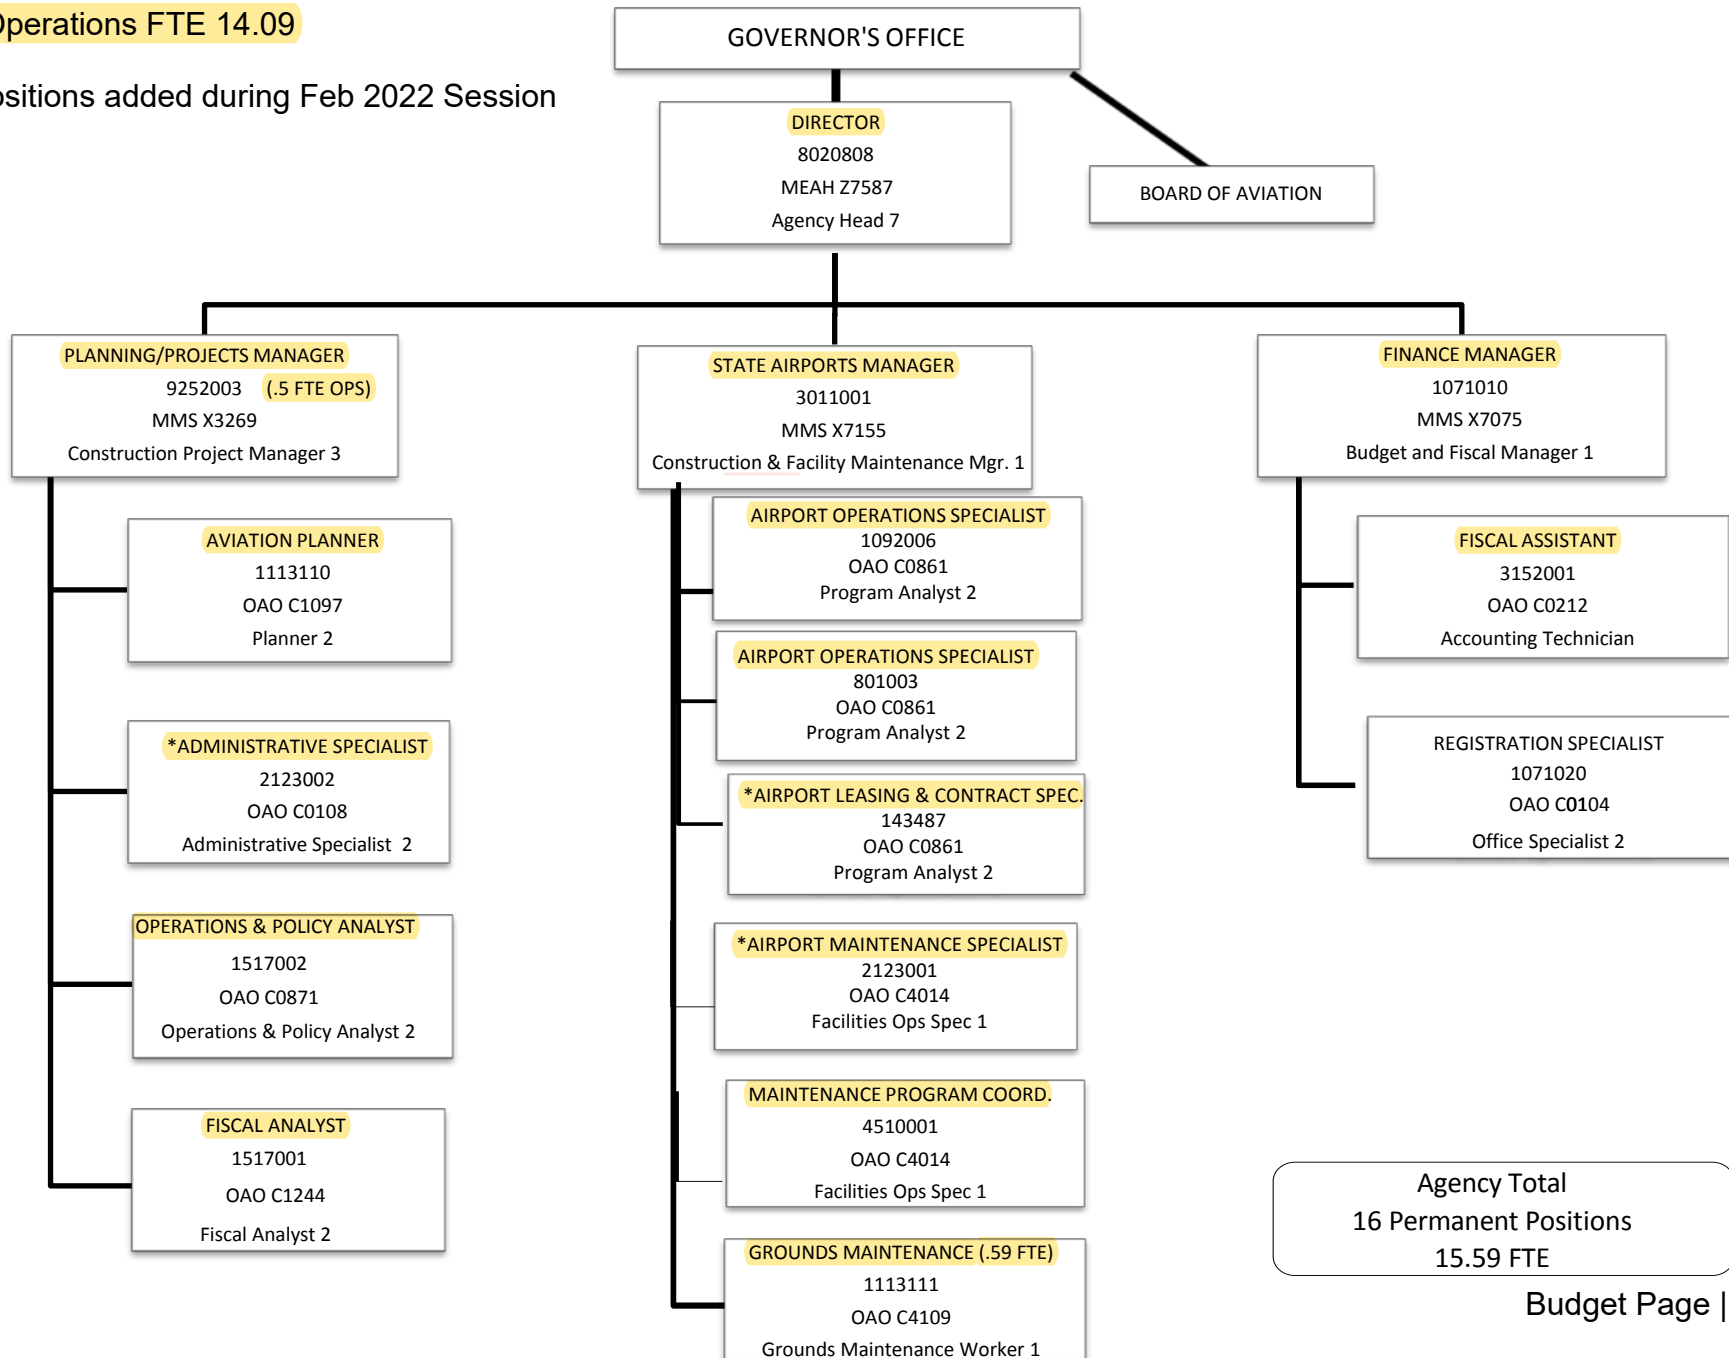 Operations FTE 14.09
ositions added during Feb 2022 Session
GOVERNOR'S OFFICE
DIRECTOR
8020808
MEAH Z7587
Agency Head 7
BOARD OF AVIATION
PLANNING/PROJECTS MANAGER
9252003 (.5 FTE OPS)
MMS X3269
Construction Project Manager 3
AVIATION PLANNER
1113110
OAO C1097
Planner 2
*ADMINISTRATIVE SPECIALIST
2123002
OAO C0108
Administrative Specialist 2
OPERATIONS & POLICY ANALYST
1517002
OAO C0871
Operations & Policy Analyst 2
FISCAL ANALYST
1517001
OAO C1244
Fiscal Analyst 2
STATE AIRPORTS MANAGER
3011001
MMS X7155
Construction & Facility Maintenance Mgr. 1
AIRPORT OPERATIONS SPECIALIST
1092006
OAO C0861
Program Analyst 2
AIRPORT OPERATIONS SPECIALIST
801003
OAO C0861
Program Analyst 2
*AIRPORT LEASING & CONTRACT SPEC.
143487
OAO C0861
Program Analyst 2
*AIRPORT MAINTENANCE SPECIALIST
2123001
OAO C4014
Facilities Ops Spec 1
MAINTENANCE PROGRAM COORD.
4510001
OAO C4014
Facilities Ops Spec 1
GROUNDS MAINTENANCE (.59 FTE)
1113111
OAO C4109
Grounds Maintenance Worker 1
FINANCE MANAGER
1071010
MMS X7075
Budget and Fiscal Manager 1
FISCAL ASSISTANT
3152001
OAO C0212
Accounting Technician
REGISTRATION SPECIALIST
1071020
OAO C0104
Office Specialist 2
Agency Total
16 Permanent Positions
15.59 FTE
Budget Page |